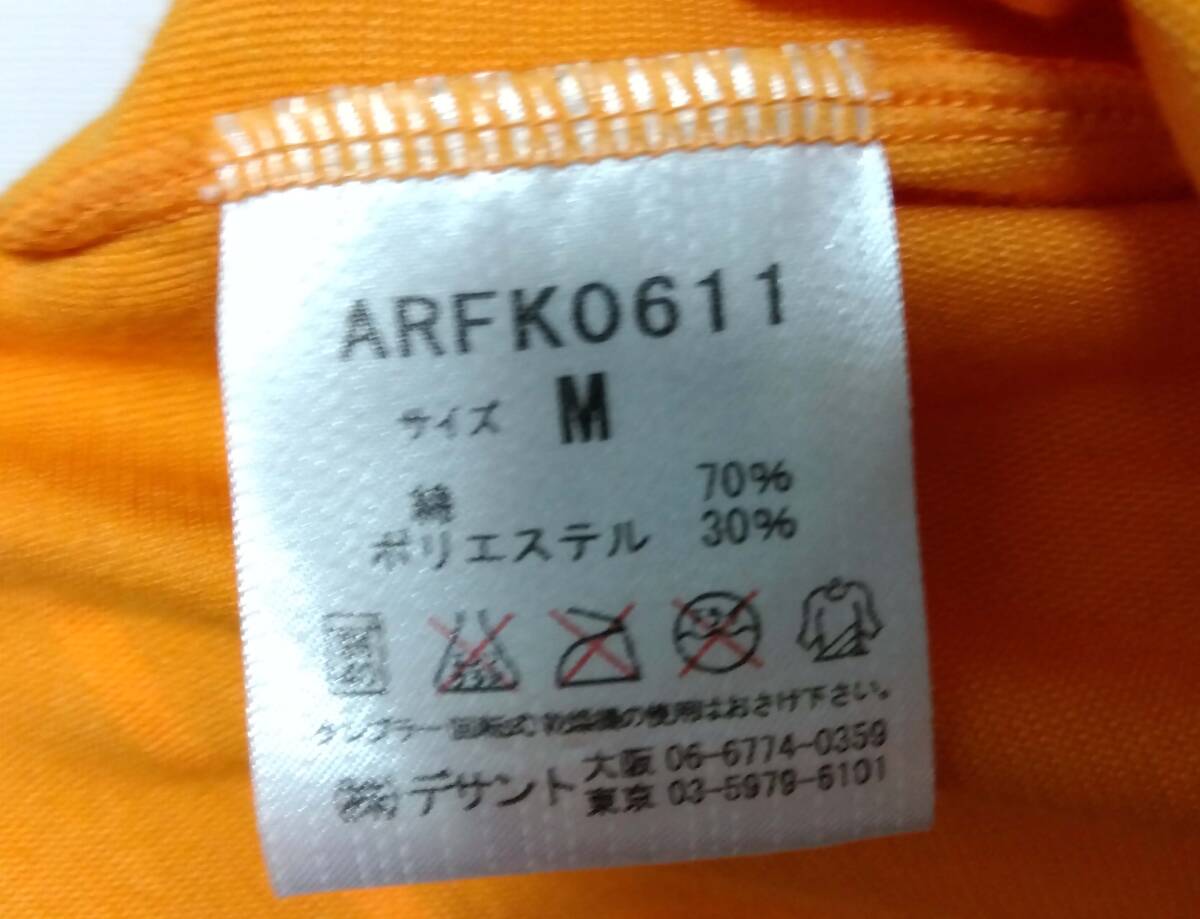 ARFK0611
サイズ M
綿 70%
ポリエステル 30%
タンブラー回転式乾燥機の使用はおさけ下さい。
(株)デサント 大阪 06-6774-0359
東京 03-5979-6101